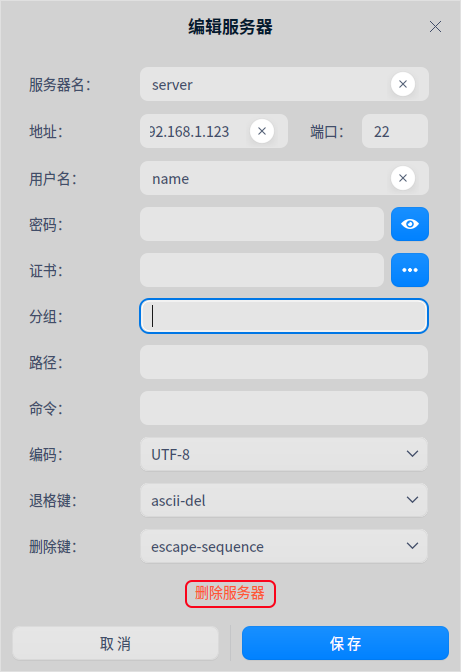 编辑服务器
服务器名： server
地址： 92.168.1.123 端口： 22
用户名： name
密码：
证书：
分组：
路径：
命令：
编码： UTF-8
退格键： ascii-del
删除键： escape-sequence
删除服务器
取 消 保 存